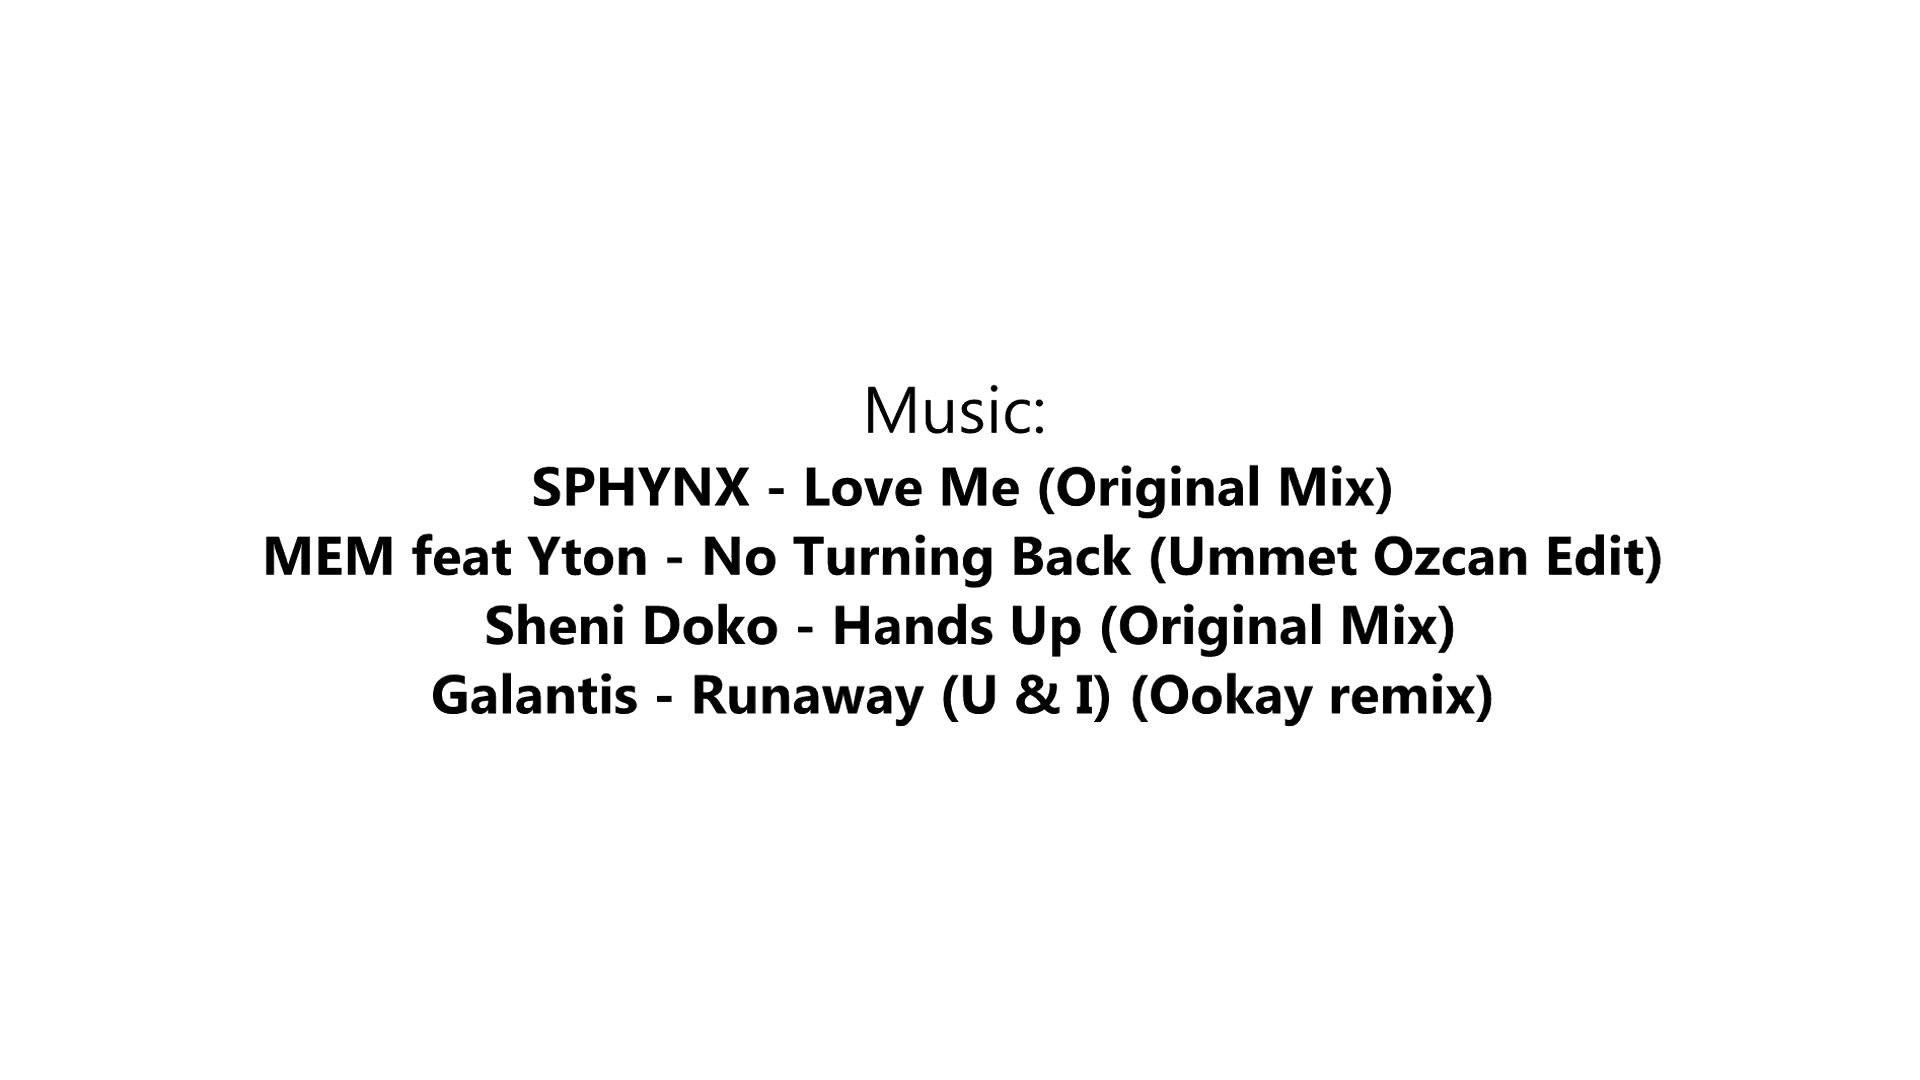 Music:
SPHYNX - Love Me (Original Mix)
MEM feat Yton - No Turning Back (Ummet Ozcan Edit)
Sheni Doko - Hands Up (Original Mix)
Galantis - Runaway (U & I) (Ookay remix)